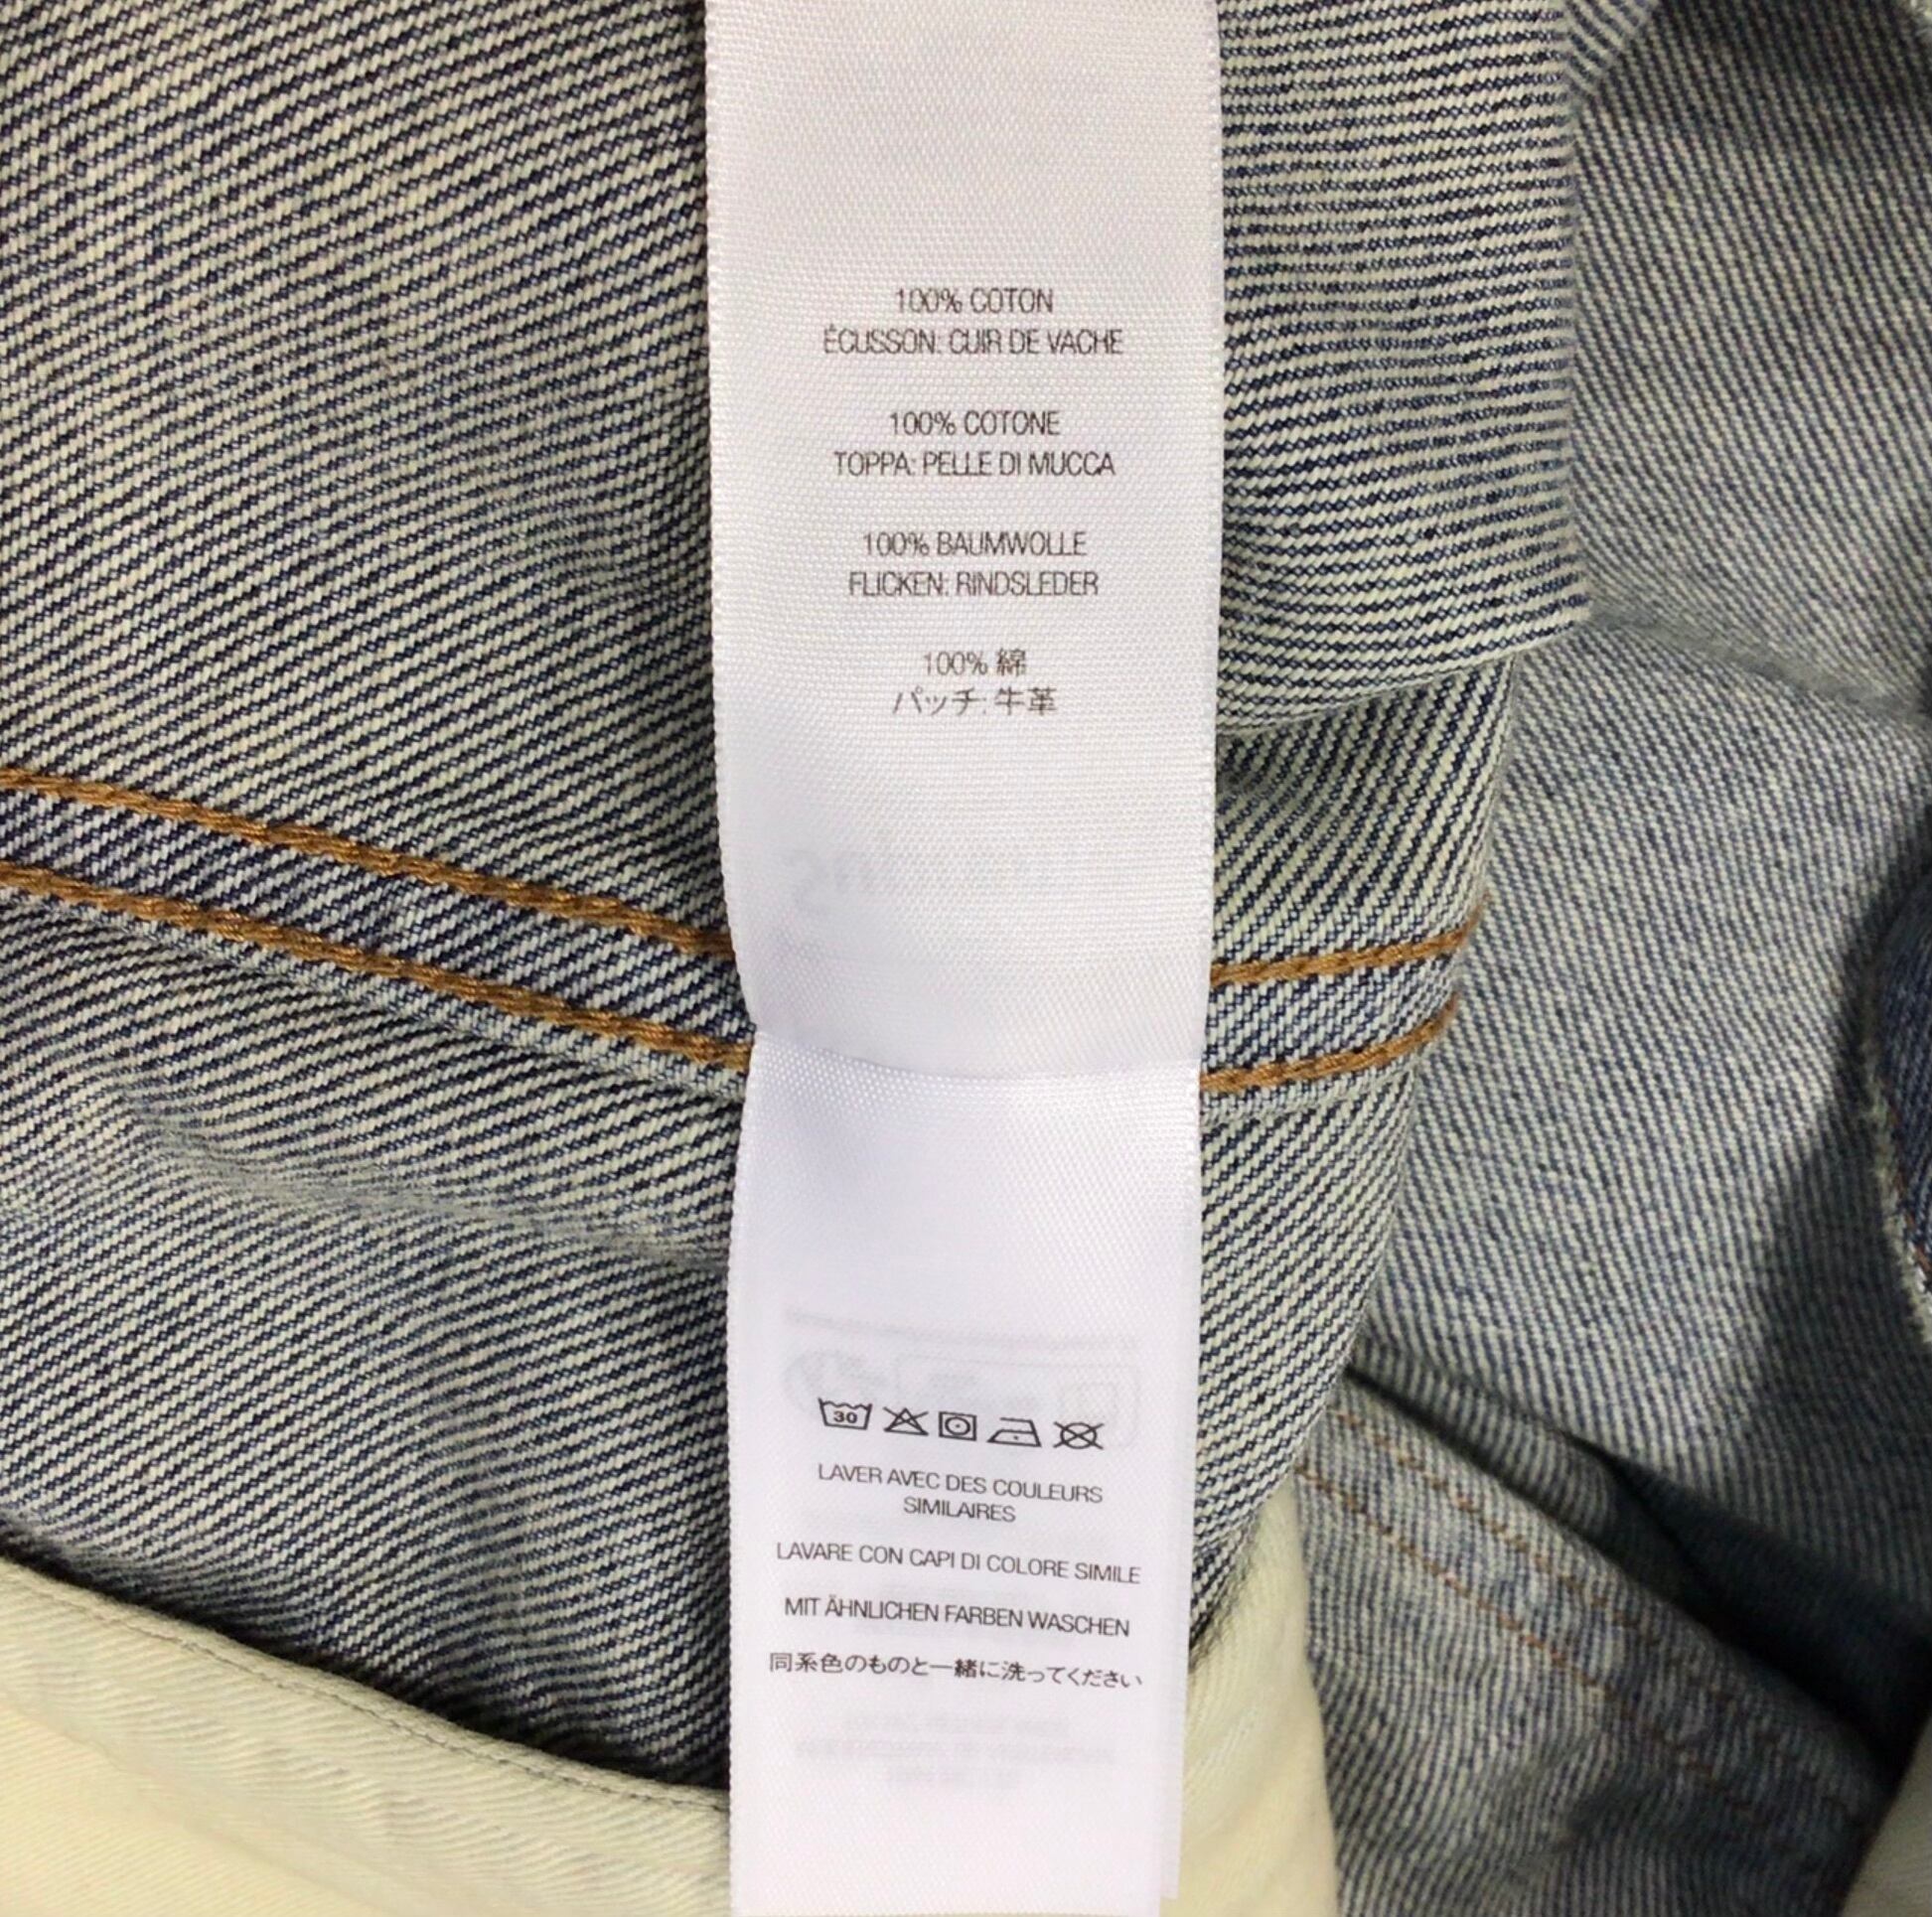 100% COTON
ÉCUSSON: CUIR DE VACHE
100% COTONE
TOPPA: PELLE DI MUCCA
100% BAUMWOLLE
FLICKEN: RINDSLEDER
100% 綿
パッチ: 牛革
30
LAVER AVEC DES COULEURS
SIMILAIRES
LAVARE CON CAPI DI COLORE SIMILE
MIT ÄHNLICHEN FARBEN WASCHEN
同系色のものと一緒に洗ってください